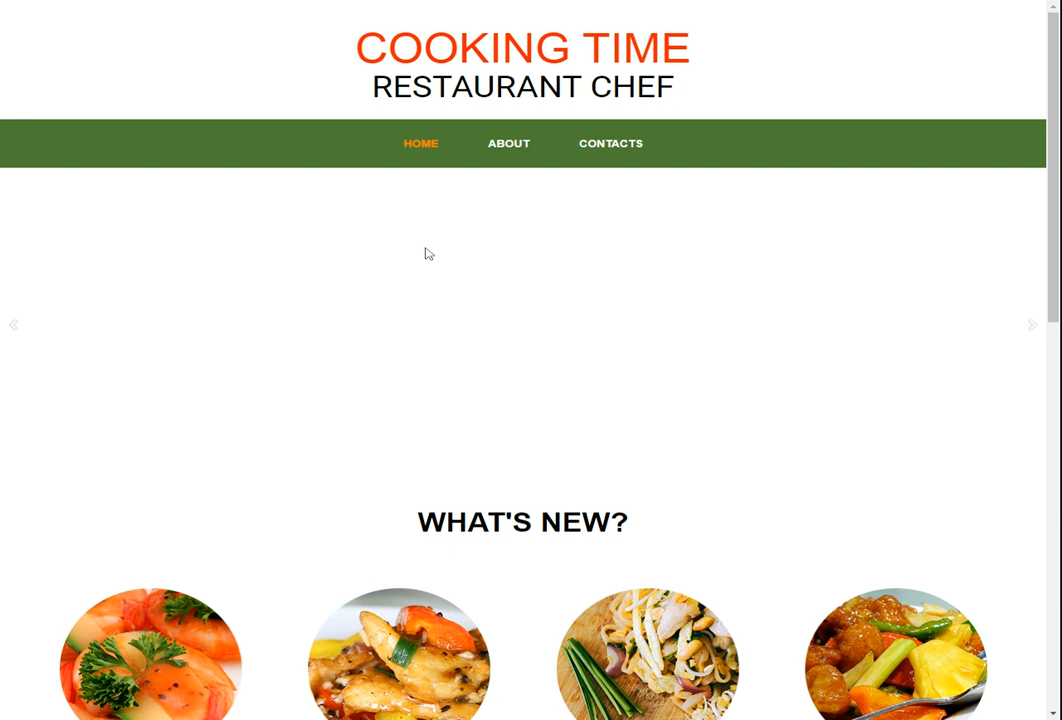 COOKING TIME
RESTAURANT CHEF
HOME ABOUT CONTACTS
WHAT'S NEW?